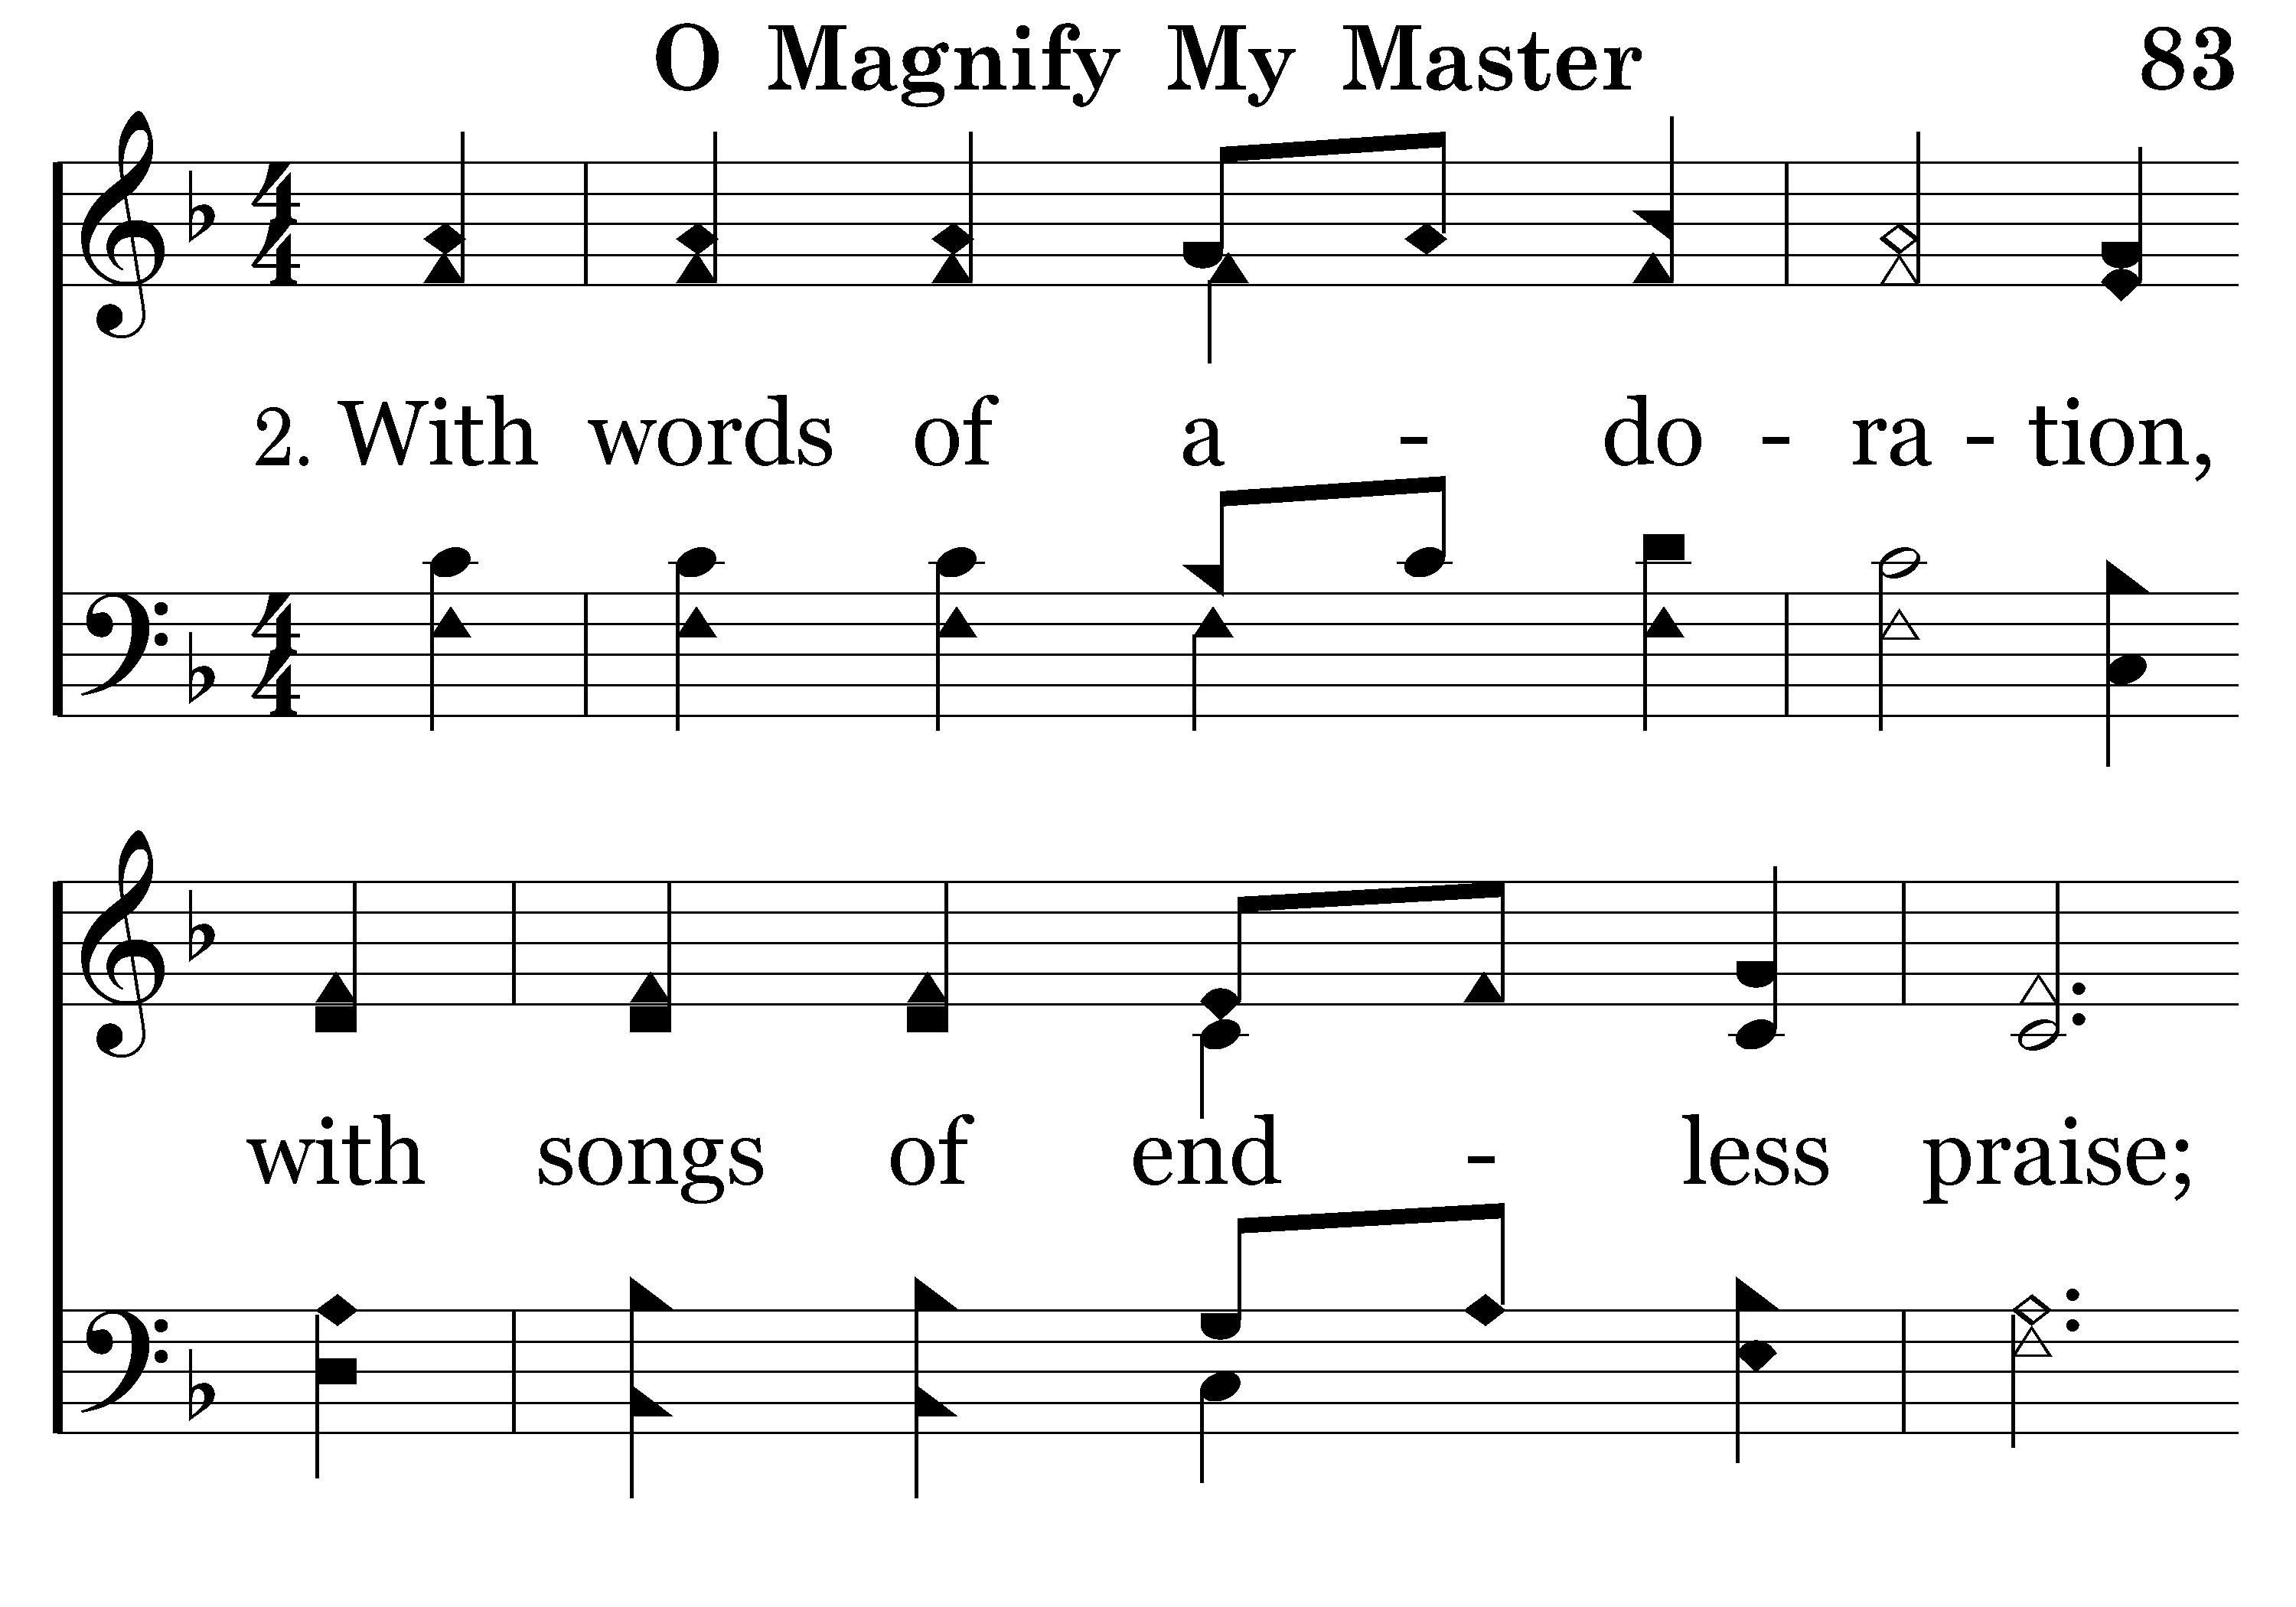 O Magnify My Master 83
2. With words of a - do - ra - tion,
with songs of end - less praise;